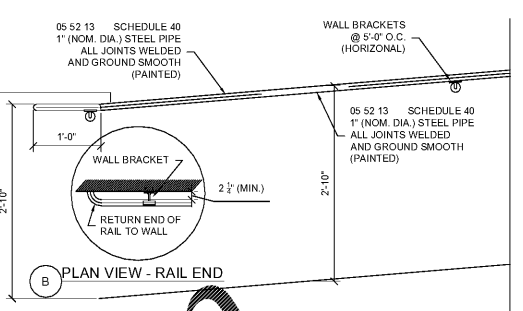 05 52 13 SCHEDULE 40
1" (NOM. DIA.) STEEL PIPE
ALL JOINTS WELDED
AND GROUND SMOOTH
(PAINTED)
WALL BRACKETS
@ 5'-0" O.C.
(HORIZONAL)
05 52 13 SCHEDULE 40
1" (NOM. DIA.) STEEL PIPE
ALL JOINTS WELDED
AND GROUND SMOOTH
(PAINTED)
1'-0"
WALL BRACKET
2 1/4" (MIN.)
RETURN END OF
RAIL TO WALL
2'-10"
2'-10"
B
PLAN VIEW - RAIL END